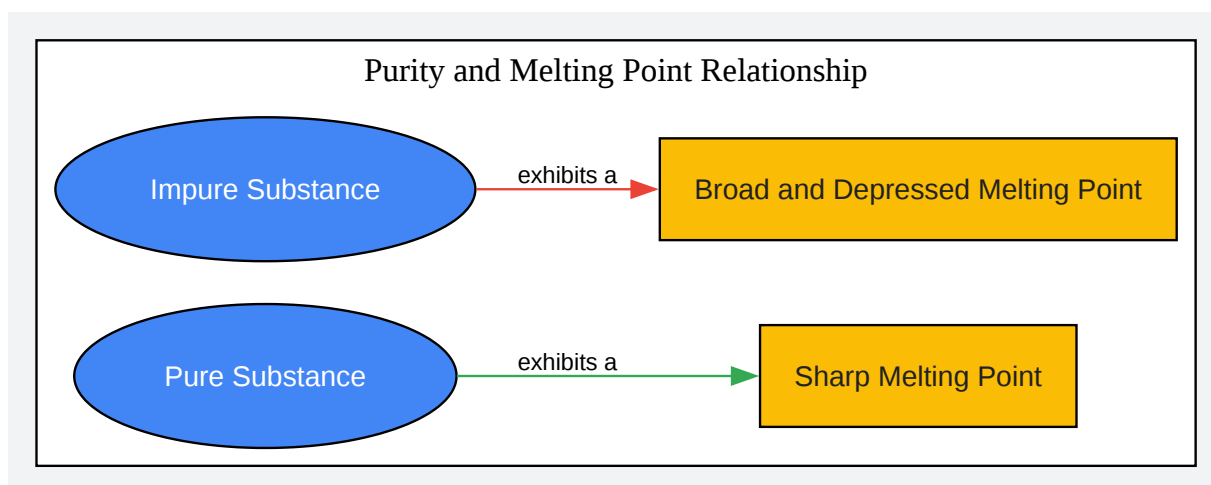 Purity and Melting Point Relationship
Impure Substance
exhibits a
Broad and Depressed Melting Point
Pure Substance
exhibits a
Sharp Melting Point